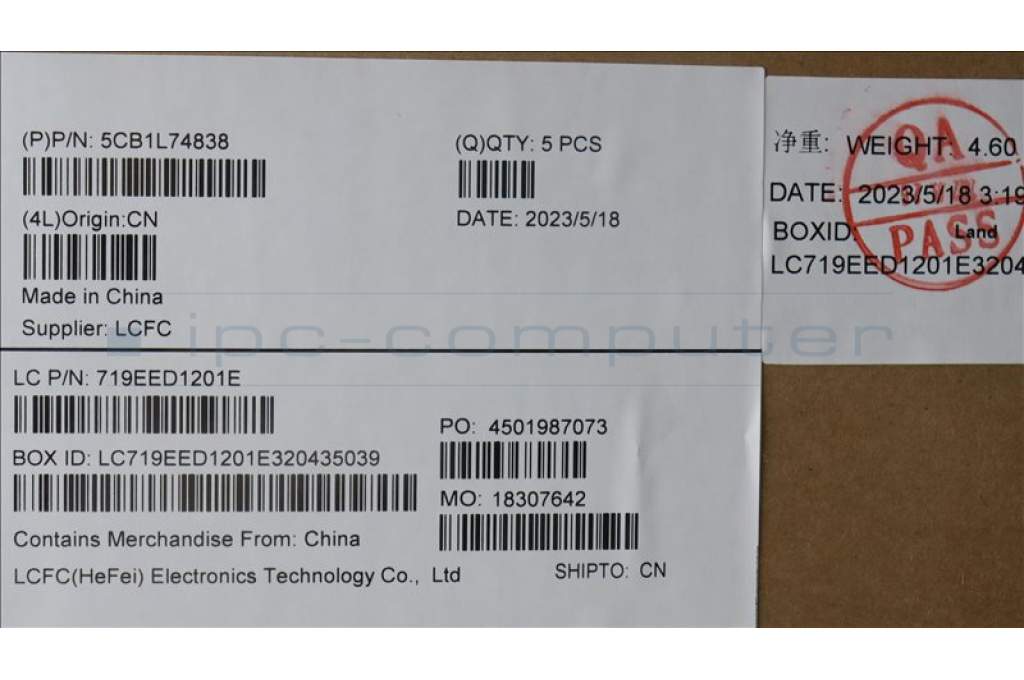 (P)P/N: 5CB1L74838
(Q)QTY: 5 PCS
(4L)Origin:CN
DATE: 2023/5/18
Made in China
Supplier: LCFC
净重: WEIGHT: 4.60
DATE: 2023/5/18 3:19
BOXID: Land
LC719EED1201E3204
QA
PASS
ipc-computer
LC P/N: 719EED1201E
PO: 4501987073
BOX ID: LC719EED1201E320435039
MO: 18307642
Contains Merchandise From: China
LCFC(HeFei) Electronics Technology Co., Ltd
SHIPTO: CN